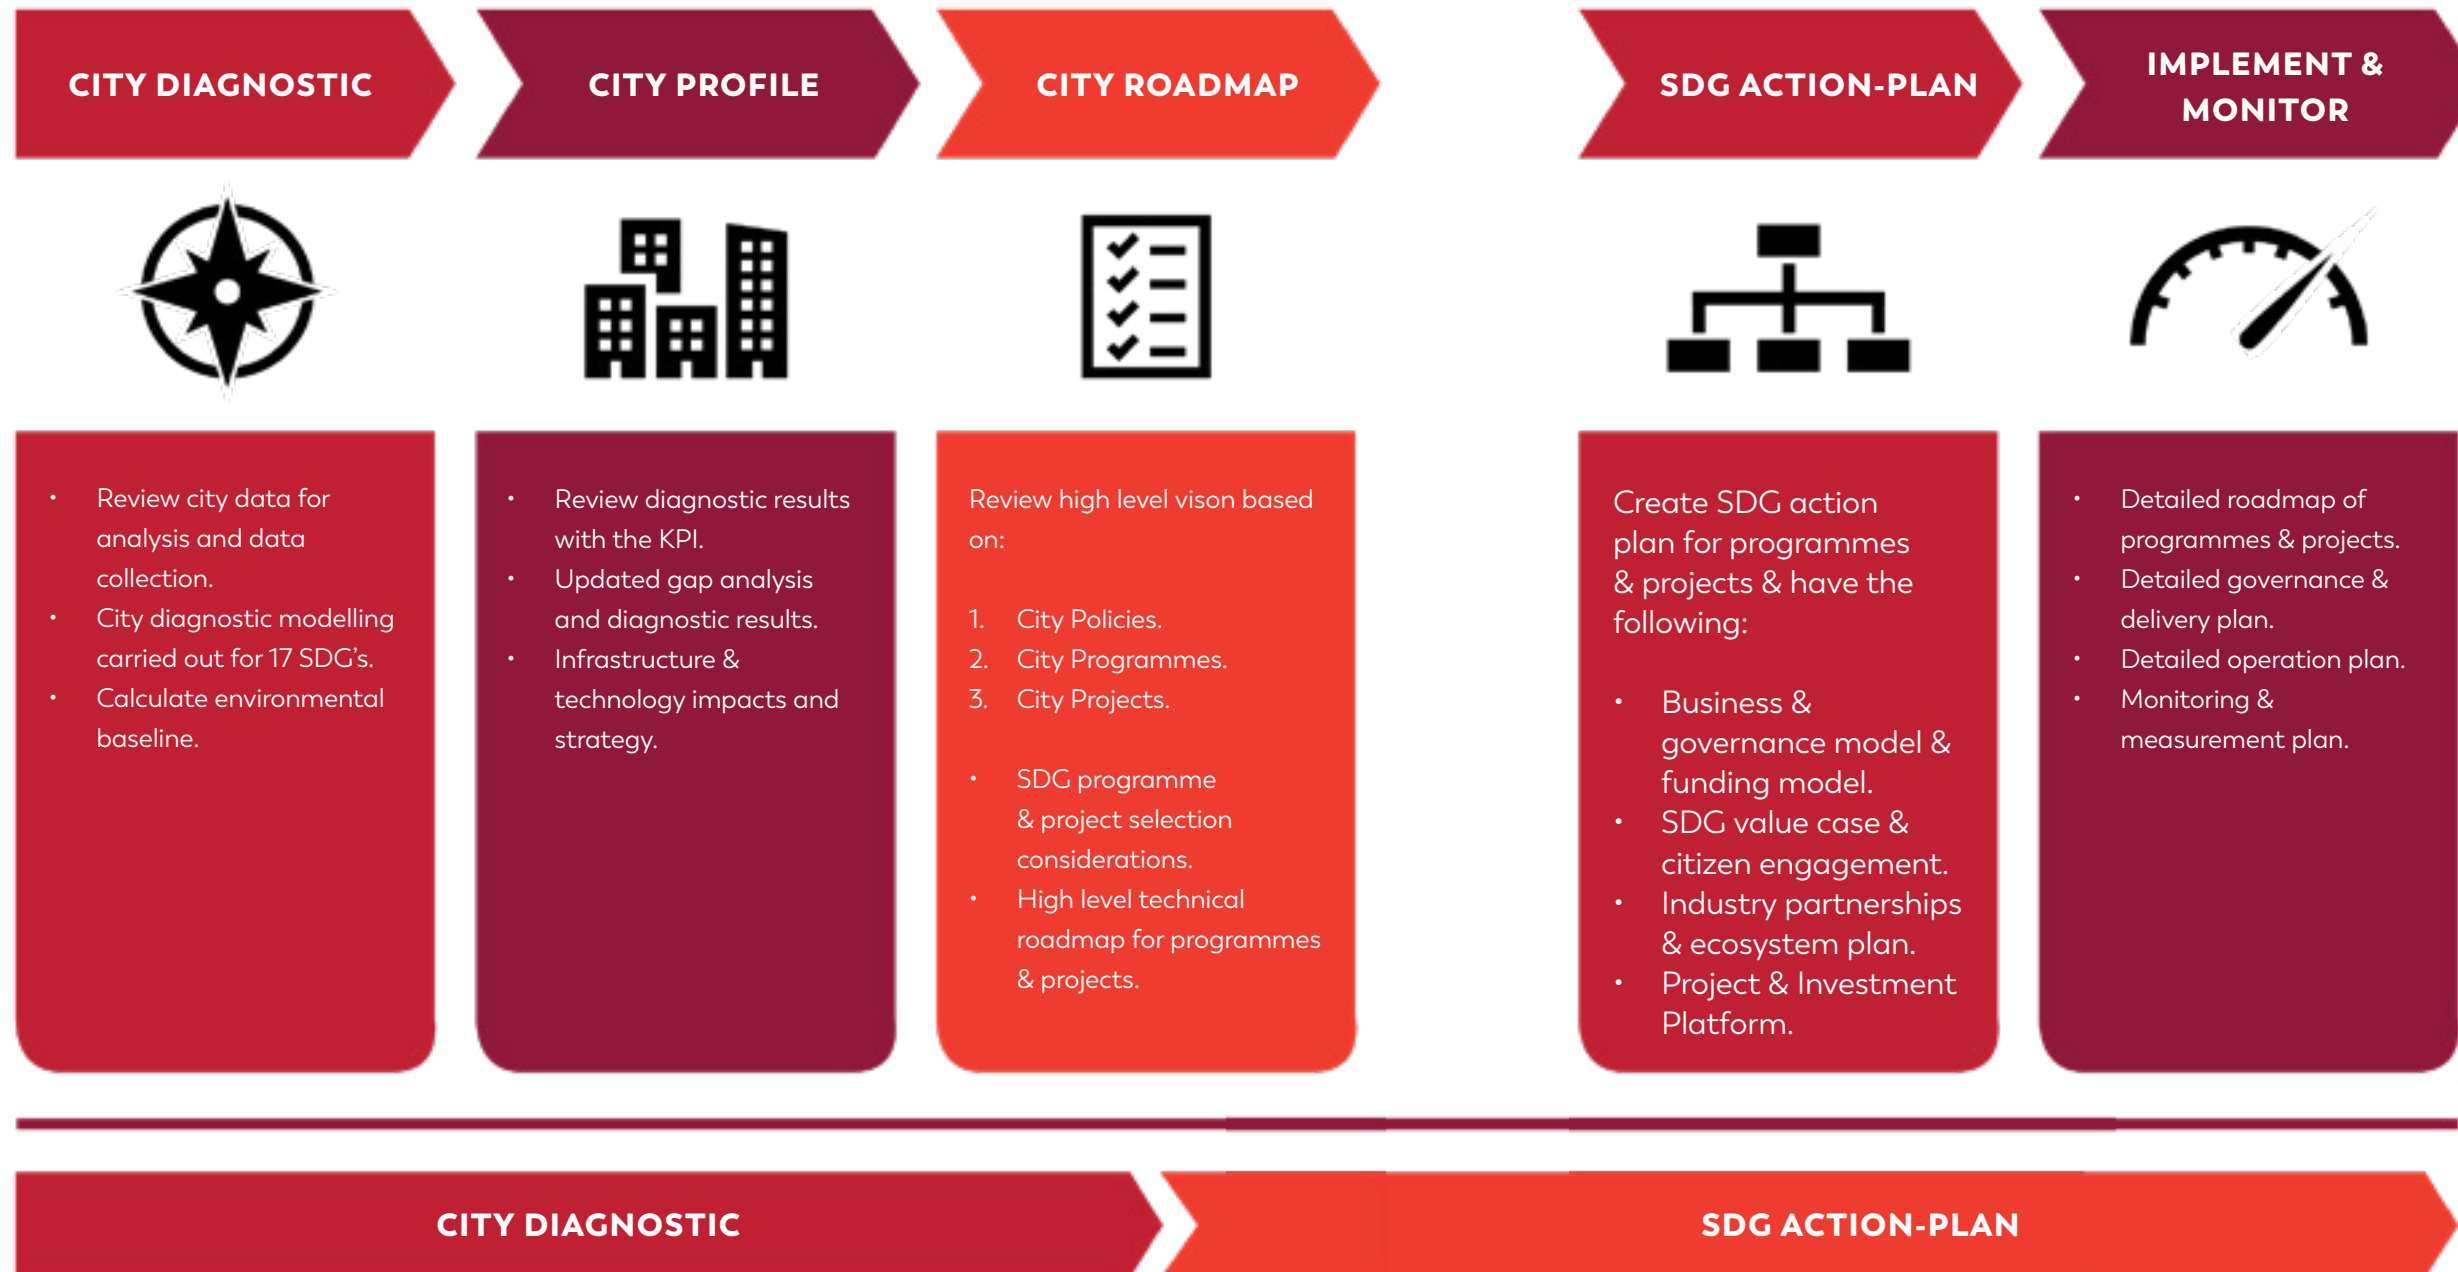 CITY DIAGNOSTIC
CITY PROFILE
CITY ROADMAP
SDG ACTION-PLAN
IMPLEMENT &
MONITOR
• Review city data for
analysis and data
collection.
• City diagnostic modelling
carried out for 17 SDG's.
• Calculate environmental
baseline.
• Review diagnostic results
with the KPI.
• Updated gap analysis
and diagnostic results.
• Infrastructure &
technology impacts and
strategy.
Review high level vison based
on:
1. City Policies.
2. City Programmes.
3. City Projects.
• SDG programme
& project selection
considerations.
• High level technical
roadmap for programmes
& projects.
Create SDG action
plan for programmes
& projects & have the
following:
• Business &
governance model &
funding model.
• SDG value case &
citizen engagement.
• Industry partnerships
& ecosystem plan.
• Project & Investment
Platform.
• Detailed roadmap of
programmes & projects.
• Detailed governance &
delivery plan.
• Detailed operation plan.
• Monitoring &
measurement plan.
CITY DIAGNOSTIC
SDG ACTION-PLAN